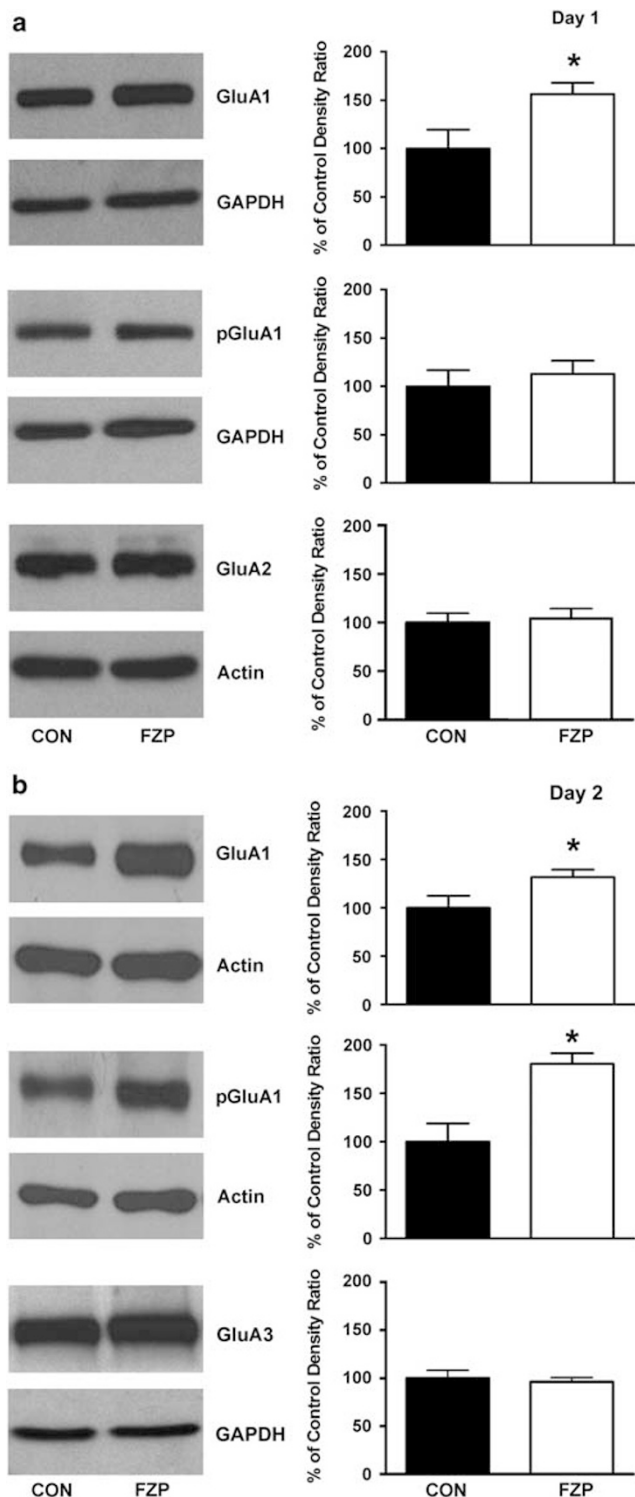 a
Day 1
GluA1
GAPDH
% of Control Density Ratio
200
150
100
50
0
*
pGluA1
GAPDH
% of Control Density Ratio
200
150
100
50
0
GluA2
Actin
% of Control Density Ratio
200
150
100
50
0
CON FZP
CON FZP
b
Day 2
GluA1
Actin
% of Control Density Ratio
200
150
100
50
0
*
pGluA1
Actin
% of Control Density Ratio
200
150
100
50
0
*
GluA3
GAPDH
% of Control Density Ratio
200
150
100
50
0
CON FZP
CON FZP